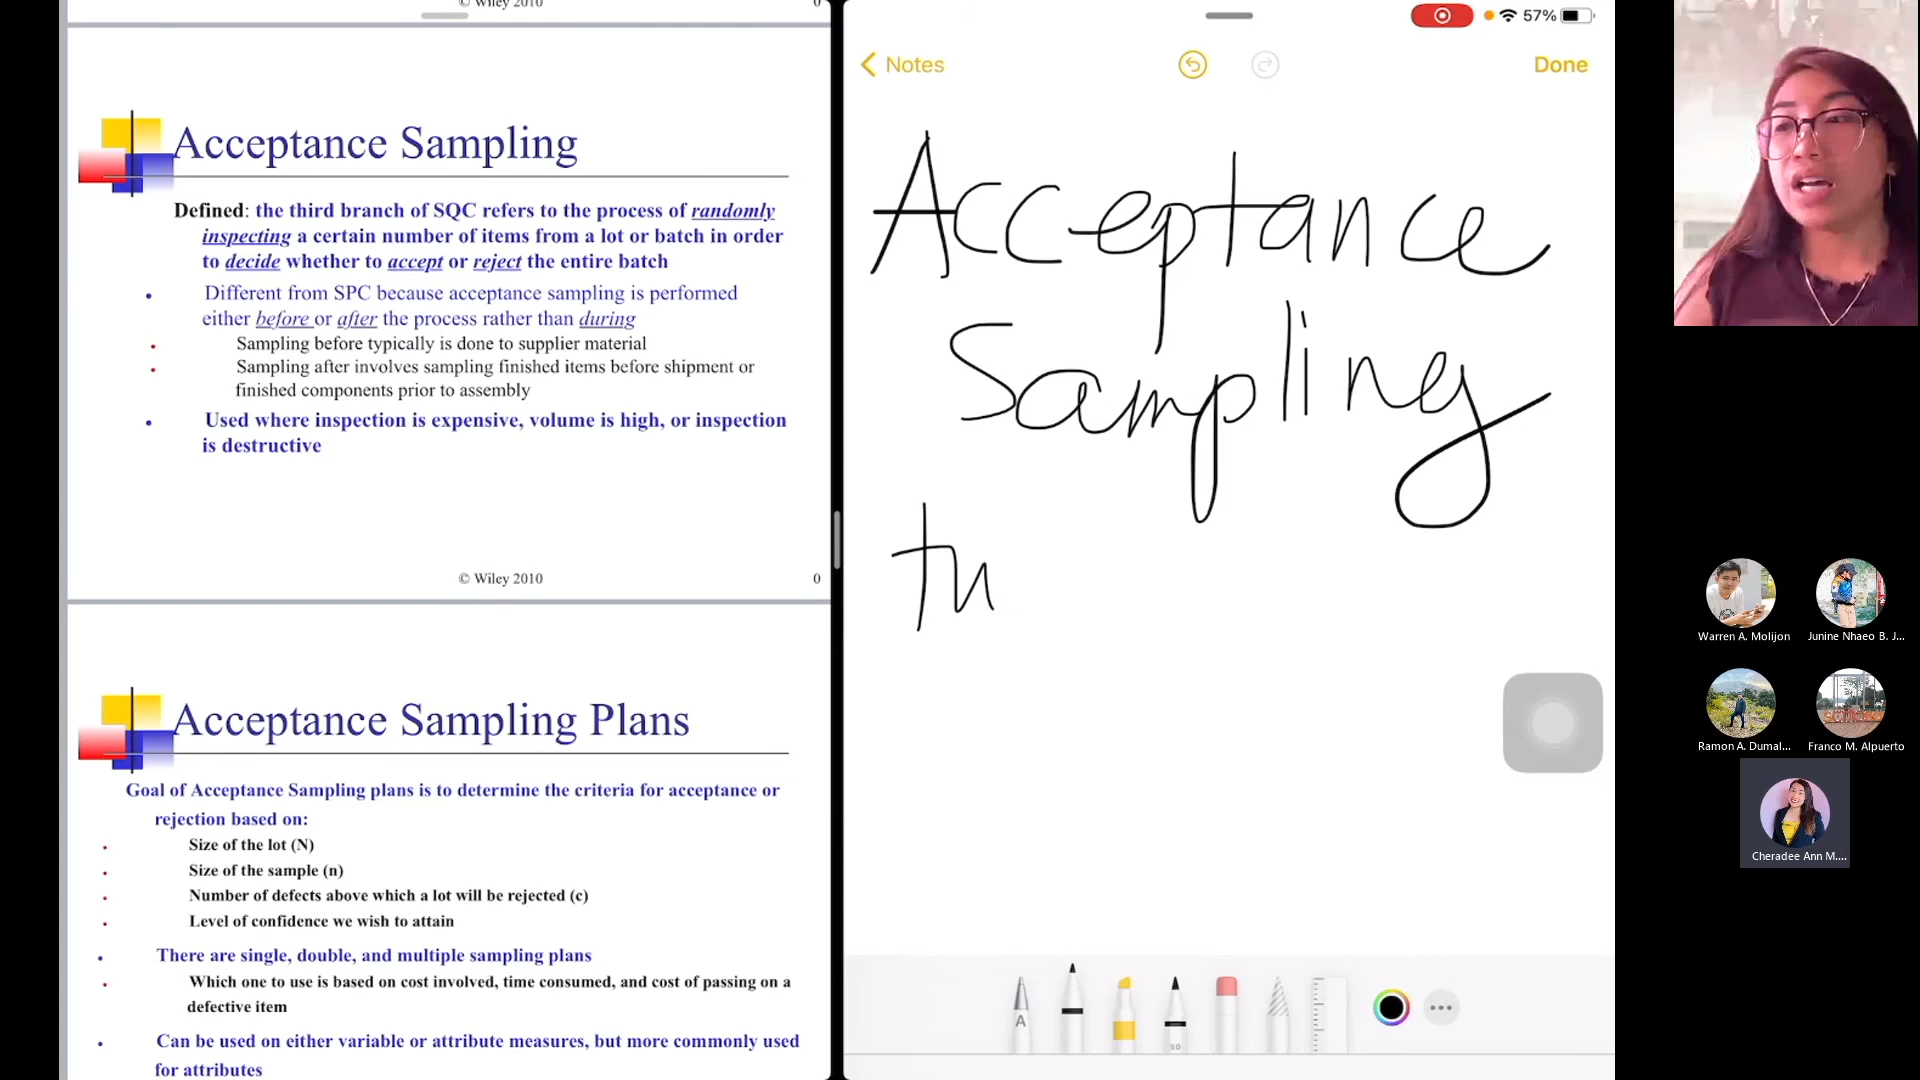 © Wiley 2010
0
Acceptance Sampling
Defined: the third branch of SQC refers to the process of randomly
inspecting a certain number of items from a lot or batch in order
to decide whether to accept or reject the entire batch
• Different from SPC because acceptance sampling is performed
either before or after the process rather than during
• Sampling before typically is done to supplier material
• Sampling after involves sampling finished items before shipment or
finished components prior to assembly
• Used where inspection is expensive, volume is high, or inspection
is destructive
© Wiley 2010
0
Acceptance Sampling Plans
Goal of Acceptance Sampling plans is to determine the criteria for acceptance or
rejection based on:
• Size of the lot (N)
• Size of the sample (n)
• Number of defects above which a lot will be rejected (c)
• Level of confidence we wish to attain
• There are single, double, and multiple sampling plans
• Which one to use is based on cost involved, time consumed, and cost of passing on a
defective item
• Can be used on either variable or attribute measures, but more commonly used
for attributes
57%
Notes
Done
Acceptance
Sampling
tu
A
50
Warren A. Molijon
Junine Nhaeo B. J...
Ramon A. Dumal...
Franco M. Alpuerto
Cheradee Ann M....